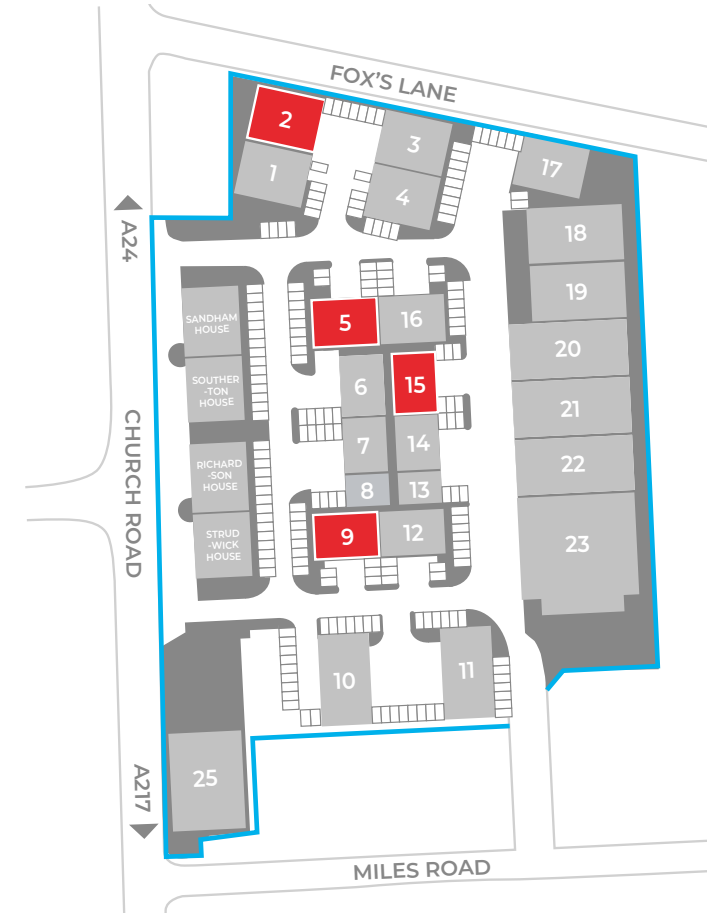 FOX'S LANE
2
3
1
4
17
A24
18
19
SANDHAM
HOUSE
5
16
20
SOUTHER
-TON
HOUSE
6
15
21
CHURCH ROAD
7
14
22
RICHARD
-SON
HOUSE
8
13
9
12
STRUD
-WICK
HOUSE
23
10
11
25
A217
MILES ROAD